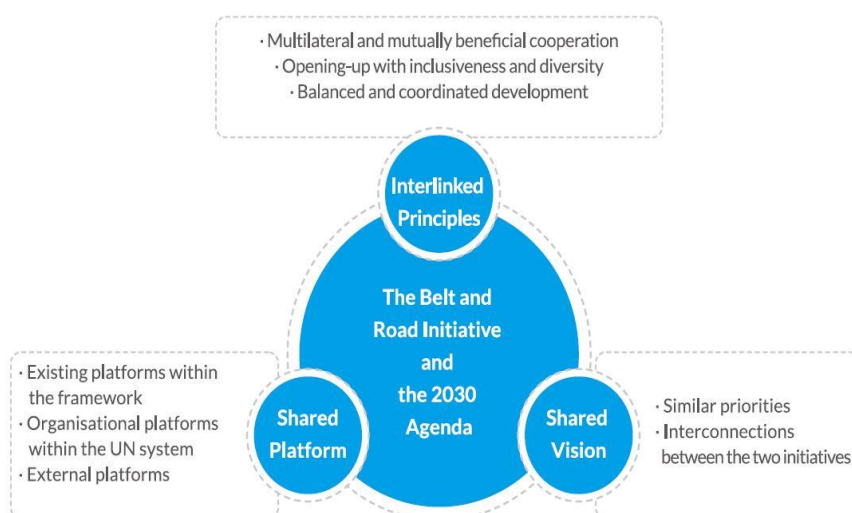 · Multilateral and mutually beneficial cooperation
· Opening-up with inclusiveness and diversity
· Balanced and coordinated development
Interlinked
Principles
The Belt and
Road Initiative
and
the 2030
Agenda
· Existing platforms within
the framework
· Organisational platforms
within the UN system
· External platforms
Shared
Platform
Shared
Vision
· Similar priorities
· Interconnections
between the two initiatives